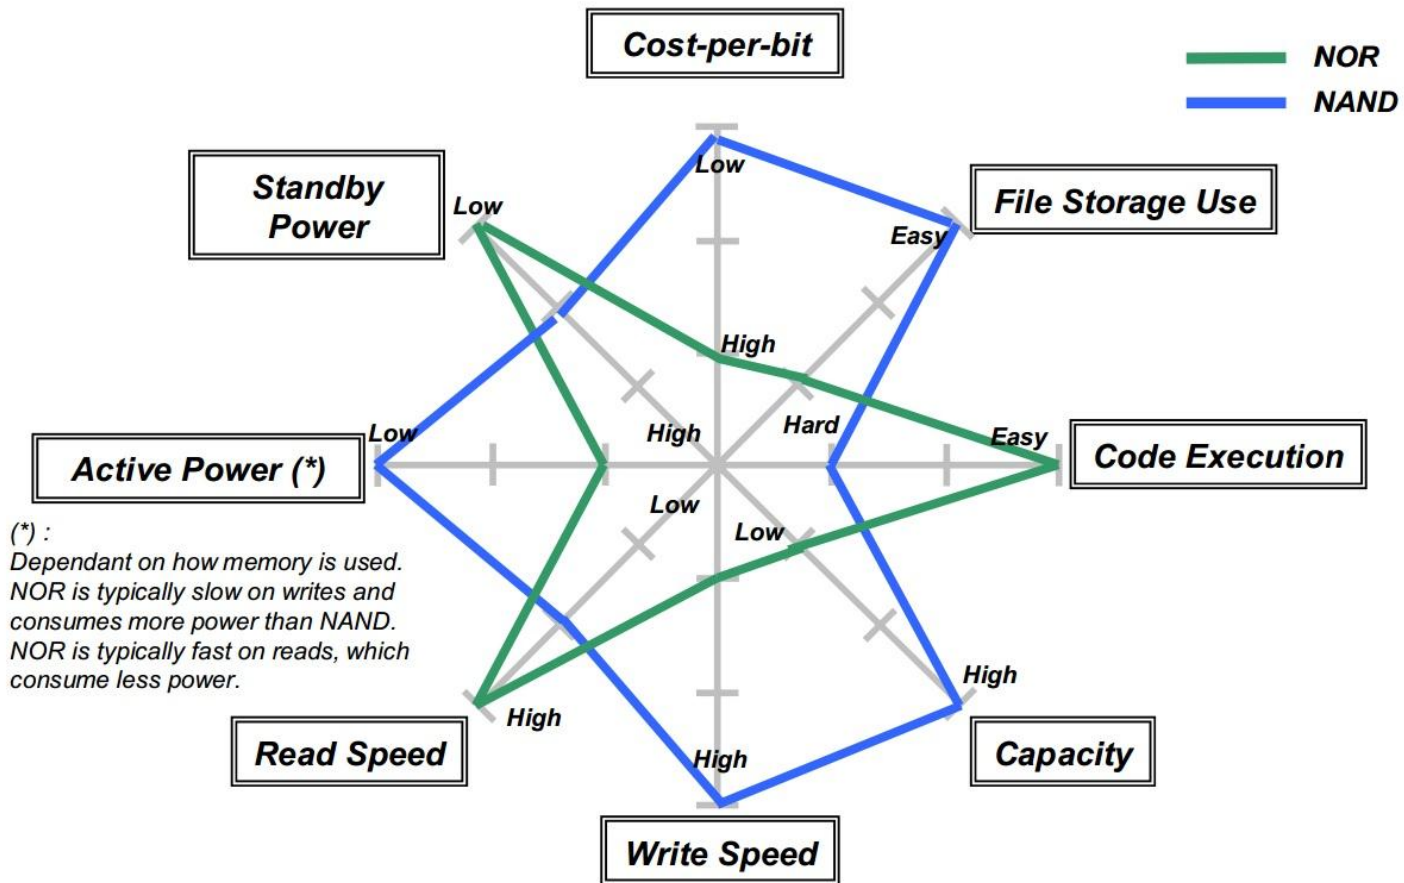 Cost-per-bit
NOR
NAND
Standby
Power
Low
Low
File Storage Use
Easy
High
High
Hard
Easy
Code Execution
Low
Active Power (*)
Low
Low
(*) :
Dependant on how memory is used.
NOR is typically slow on writes and
consumes more power than NAND.
NOR is typically fast on reads, which
consume less power.
High
High
High
Read Speed
Capacity
Write Speed